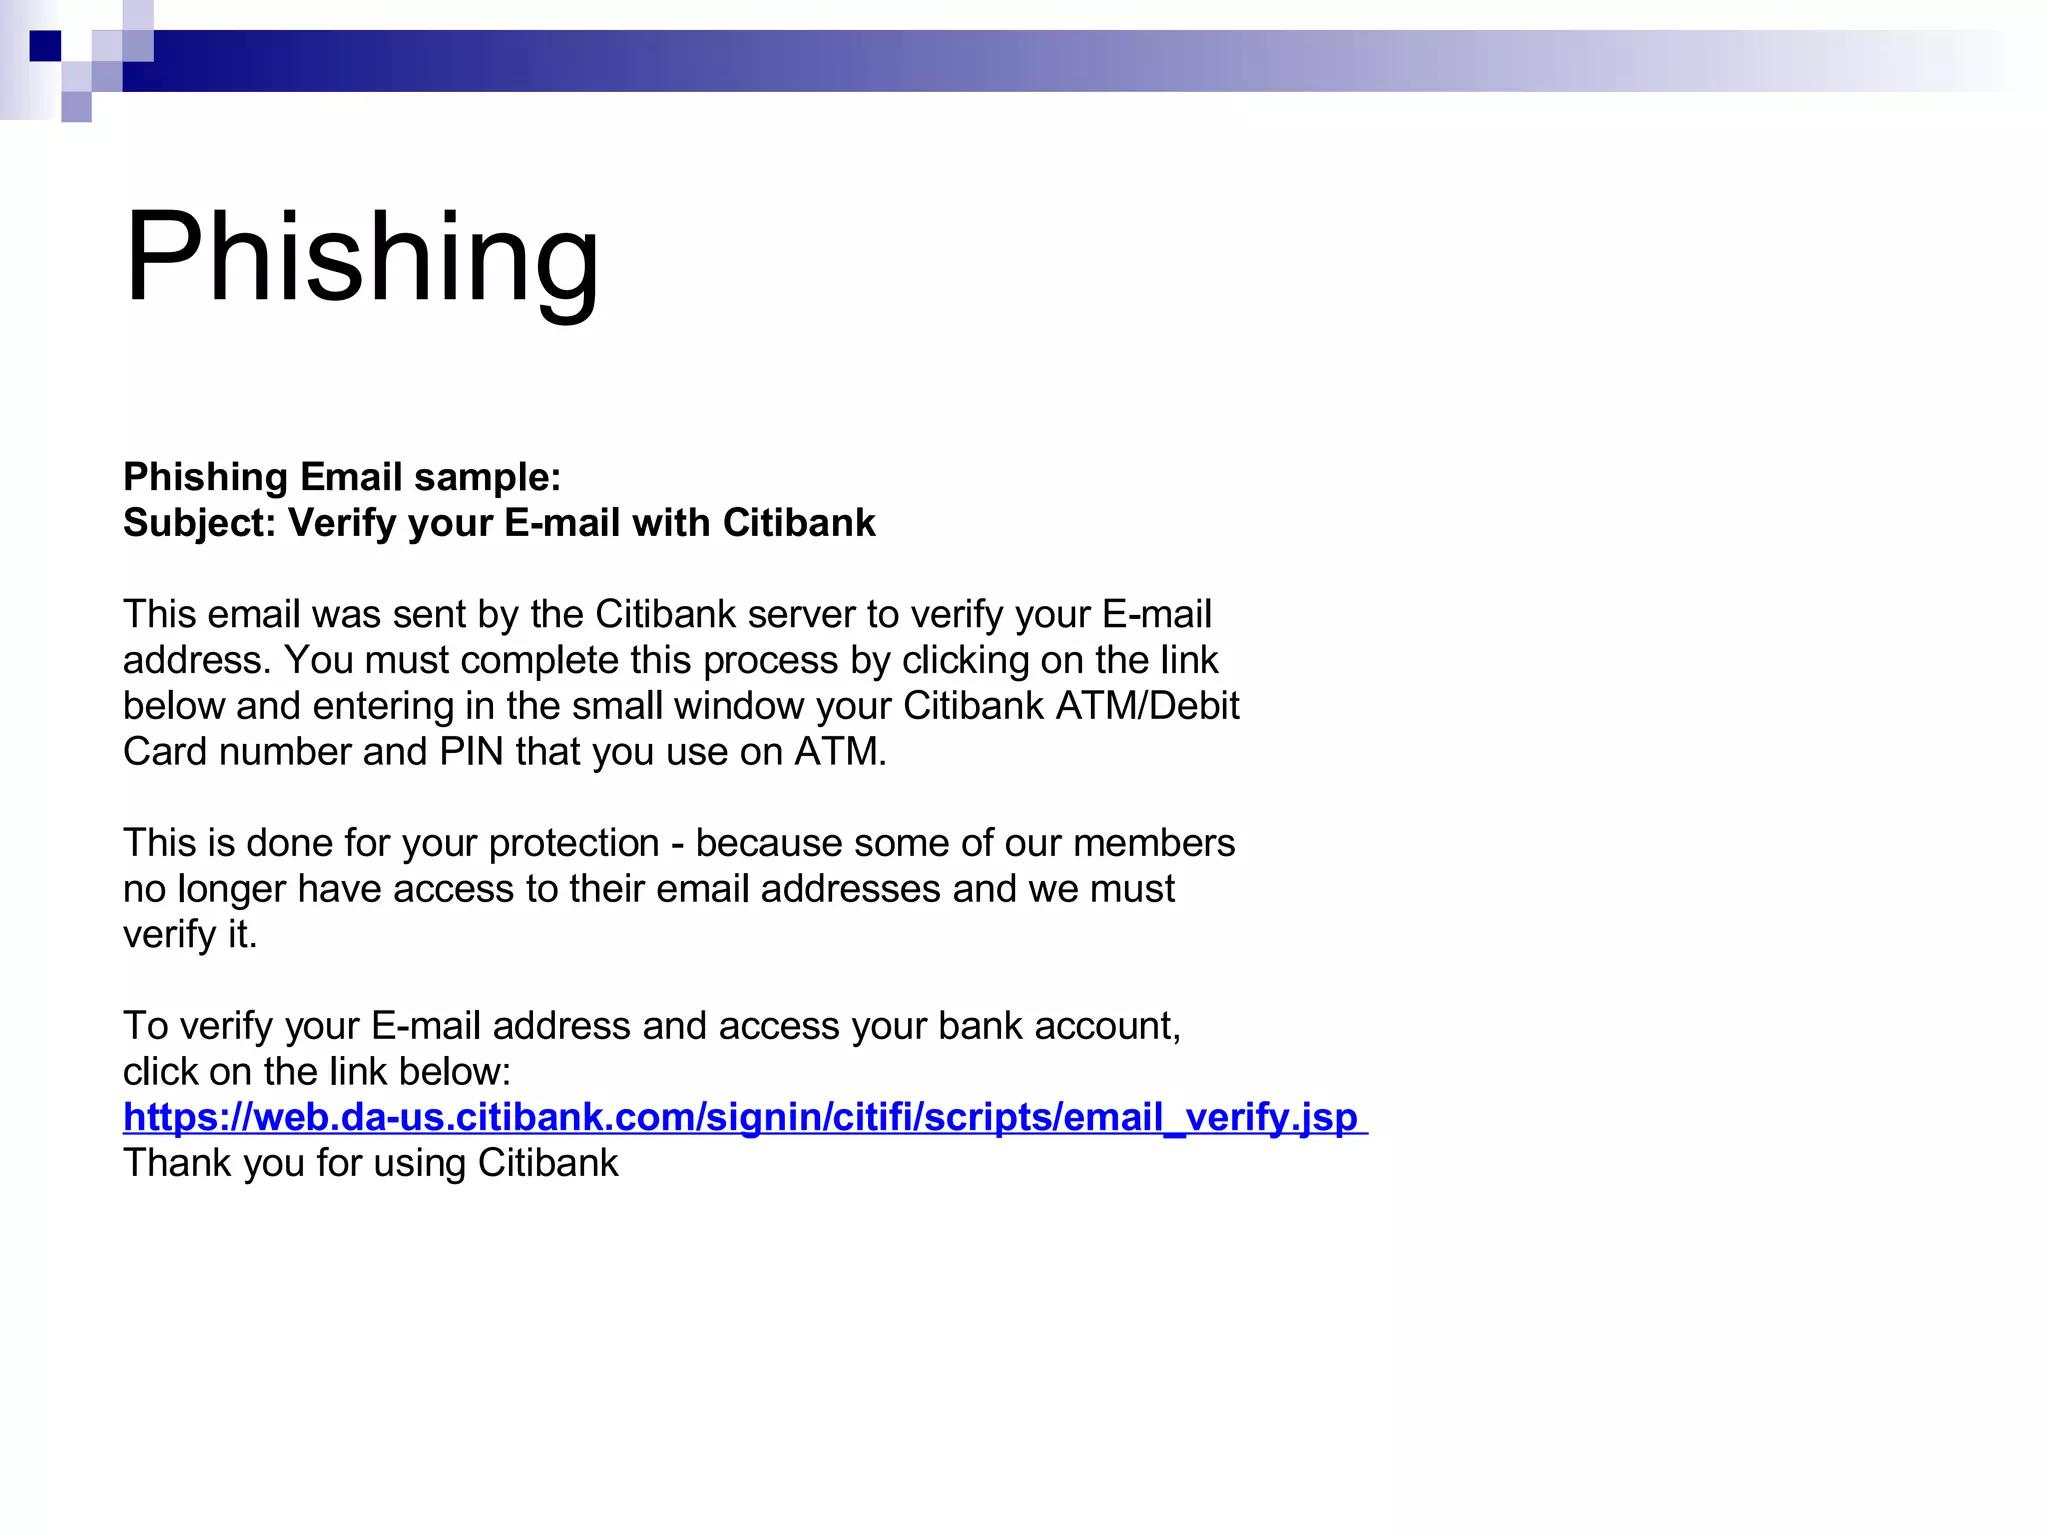 Phishing
Phishing Email sample:
Subject: Verify your E-mail with Citibank
This email was sent by the Citibank server to verify your E-mail
address. You must complete this process by clicking on the link
below and entering in the small window your Citibank ATM/Debit
Card number and PIN that you use on ATM.
This is done for your protection - because some of our members
no longer have access to their email addresses and we must
verify it.
To verify your E-mail address and access your bank account,
click on the link below:
https://web.da-us.citibank.com/signin/citifi/scripts/email_verify.jsp
Thank you for using Citibank